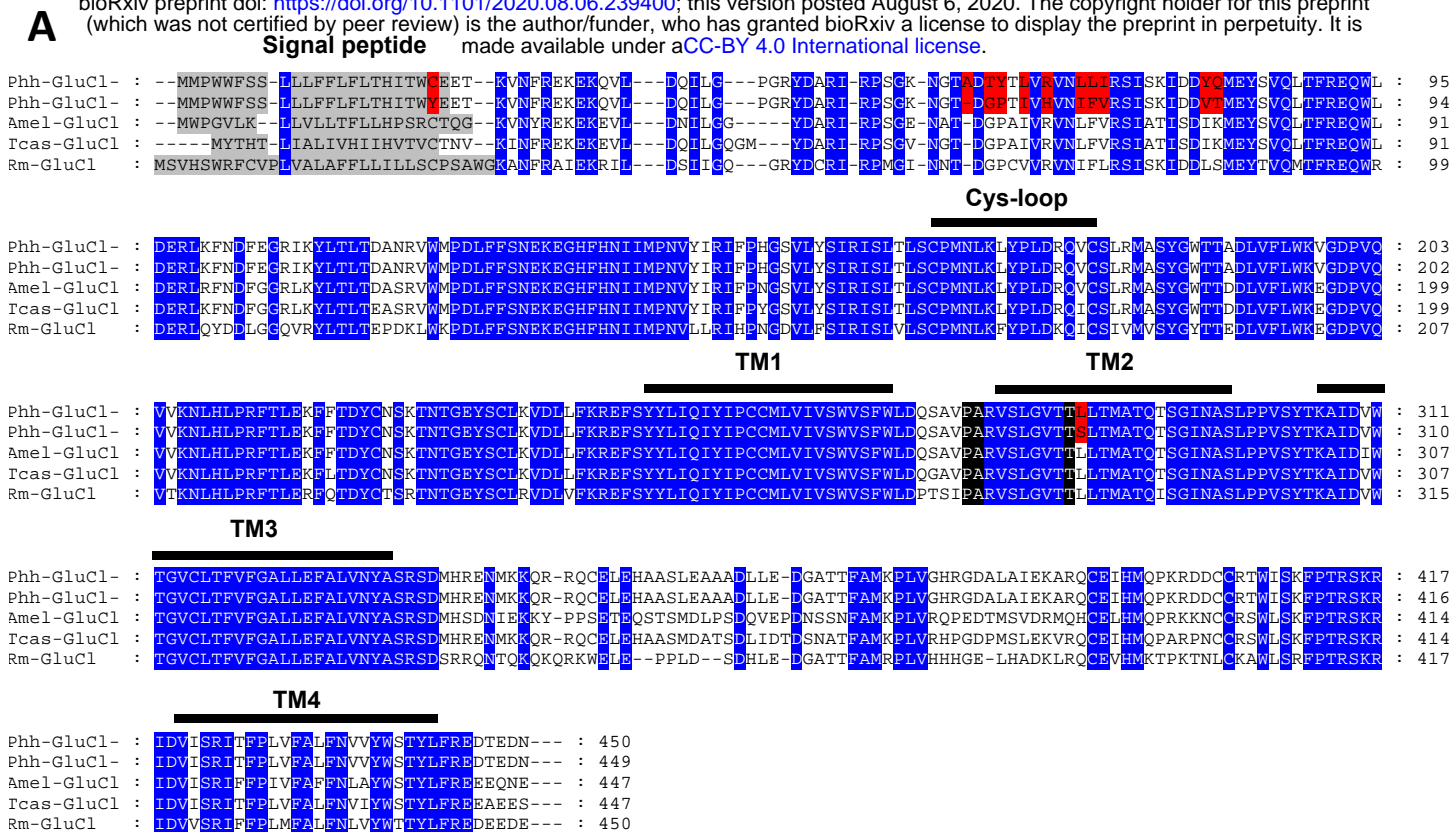 bioRxiv preprint doi: https://doi.org/10.1101/2020.08.06.239400; this version posted August 6, 2020. The copyright holder for this preprint
(which was not certified by peer review) is the author/funder, who has granted bioRxiv a license to display the preprint in perpetuity. It is
made available under aCC-BY 4.0 International license.
A
Signal peptide
Phh-GluCl- : --MMPWWFSS-LLLFFLFLTHITWCEET--KVNFREKEKQVL---DQILG---PGRYDARI-RPSGK-NGTADTYTLVRVNLLIRSISKIDDYQMEYSVQLTFREQWL : 95
Phh-GluCl- : --MMPWWFSS-LLLFFLFLTHITWYEET--KVNFREKEKQVL---DQILG---PGRYDARI-RPSGK-NGT-DGPTIVHVNIFVRSISKIDDVTMEYSVQLTFREQWL : 94
Amel-GluCl : --MWPGVLK--LLVLLTFLLHPSRCTQG--KVNYREKEKEVL---DNILGG-----YDARI-RPSGE-NAT-DGPAIVRVNLFVRSIATISDIKMEYSVQLTFREQWL : 91
Tcas-GluCl : -----MYTHT-LIALIVHIIHVTVCTNV--KINFREKEKEVL---DQILGQGM---YDARI-RPSGV-NGT-DGPAIVRVNLFVRSIATISDIKMEYSVQLTFREQWL : 91
Rm-GluCl : MSVHSWRFCVPLVALAFFLLILLSCPSAWGKANFRAIEKRIL---DSIIGQ---GRYDCRI-RPMGI-NNT-DGPCVVRVNIFLRSISKIDDLSMEYTVQMTFREQWR : 99
Cys-loop
Phh-GluCl- : DERLKFNDFEGRIKYLTLTDANRVWMPDLFFSNEKEGHFHNIIMPNVYIRIFPHGSVLYSIRISLTLSCPMNLKLYPLDRQVCSLRMASYGWTTADLVFLWKVGDPVQ : 203
Phh-GluCl- : DERLKFNDFEGRIKYLTLTDANRVWMPDLFFSNEKEGHFHNIIMPNVYIRIFPHGSVLYSIRISLTLSCPMNLKLYPLDRQVCSLRMASYGWTTADLVFLWKVGDPVQ : 202
Amel-GluCl : DERLRFNDFGGRLKYLTLTDASRVWMPDLFFSNEKEGHFHNIIMPNVYIRIFPNGSVLYSIRISLTLSCPMNLKLYPLDRQVCSLRMASYGWTTDDLVFLWKEGDPVQ : 199
Tcas-GluCl : DERLKFNDFGGRLKYLTLTEASRVWMPDLFFSNEKEGHFHNIIMPNVYIRIFPYGSVLYSIRISLTLSCPMNLKLYPLDRQICSLRMASYGWTTDDLVFLWKEGDPVQ : 199
Rm-GluCl : DERLQYDDLGGQVRYLTLTEPDKLWKPDLFFSNEKEGHFHNIIMPNVLLRIHPNGDVLFSIRISLVLSCPMNLKFYPLDKQICSIVMVSYGYTTEDLVFLWKEGDPVQ : 207
TM1
TM2
Phh-GluCl- : VVKNLHLPRFTLEKFFTDYCNSKTNTGEYSCLKVDLLFKREFSYYLIQIYIPCCMLVIVSWVSFWLDQSAVPARVSLGVTTLLTMATQTSGINASLPPVSYTKAIDVW : 311
Phh-GluCl- : VVKNLHLPRFTLEKFFTDYCNSKTNTGEYSCLKVDLLFKREFSYYLIQIYIPCCMLVIVSWVSFWLDQSAVPARVSLGVTTSLTMATQTSGINASLPPVSYTKAIDVW : 310
Amel-GluCl : VVKNLHLPRFTLEKFFTDYCNSKTNTGEYSCLKVDLLFKREFSYYLIQIYIPCCMLVIVSWVSFWLDQSAVPARVSLGVTTLLTMATQTSGINASLPPVSYTKAIDIW : 307
Tcas-GluCl : VVKNLHLPRFTLEKFLTDYCNSKTNTGEYSCLKVDLLFKREFSYYLIQIYIPCCMLVIVSWVSFWLDQGAVPARVSLGVTTLLTMATQTSGINASLPPVSYTKAIDVW : 307
Rm-GluCl : VTKNLHLPRFTLERFQTDYCTSRTNTGEYSCLRVDLVFKREFSYYLIQIYIPCCMLVIVSWVSFWLDPTSIPARVSLGVTTLLTMATQISGINASLPPVSYTKAIDVW : 315
TM3
Phh-GluCl- : TGVCLTFVFGALLEFALVNYASRSDMHRENMKKQR-RQCELEHAASLEAAADLLE-DGATTFAMKPLVGHRGDALAIEKARQCEIHMQPKRDDCCRTWISKFPTRSKR : 417
Phh-GluCl- : TGVCLTFVFGALLEFALVNYASRSDMHRENMKKQR-RQCELEHAASLEAAADLLE-DGATTFAMKPLVGHRGDALAIEKARQCEIHMQPKRDDCCRTWISKFPTRSKR : 416
Amel-GluCl : TGVCLTFVFGALLEFALVNYASRSDMHSDNIEKKY-PPSETEQSTSMDLPSDQVEPDNSSNFAMKPLVRQPEDTMSVDRMQHCELHMQPRKKNCCRSWLSKFPTRSKR : 414
Tcas-GluCl : TGVCLTFVFGALLEFALVNYASRSDMHRENMKKQR-RQCELEHAASMDATSDLIDTDSNATFAMKPLVRHPGDPMSLEKVRQCEIHMQPARPNCCRSWLSKFPTRSKR : 414
Rm-GluCl : TGVCLTFVFGALLEFALVNYASRSDSRRQNTQKQKQRKWELE--PPLD--SDHLE-DGATTFAMRPLVHHHGE-LHADKLRQCEVHMKTPKTNLCKAWLSRFPTRSKR : 417
TM4
Phh-GluCl- : IDVISRITFPLVFALFNVVYWSTYLFREDTEDN--- : 450
Phh-GluCl- : IDVISRITFPLVFALFNVVYWSTYLFREDTEDN--- : 449
Amel-GluCl : IDVISRIFFPIVFAFFNLAYWSTYLFREEEQNE--- : 447
Tcas-GluCl : IDVISRITFPLVFALFNVIYWSTYLFREEAEES--- : 447
Rm-GluCl : IDVVSRIFFPLMFALFNLVYWTTYLFREDEEDE--- : 450